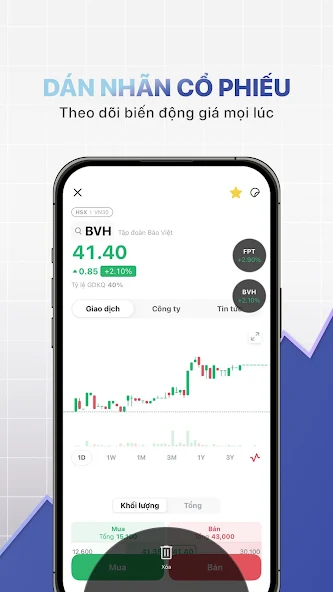 DÁN NHÃN CỔ PHIẾU
Theo dõi biến động giá mọi lúc
HSX | VN30
BVH Tập đoàn Bảo Việt
41.40
0.85 +2.10%
Tỷ lệ GDKQ 40%
FPT
+2.90%
BVH
+2.10%
Giao dịch Công ty Tin tức
1D 1W 1M 3M 1Y 3Y
Khối lượng Tổng
Mua Bán
Tổng 43,000
12,600 41.40 30,100
Mua Xóa Bán